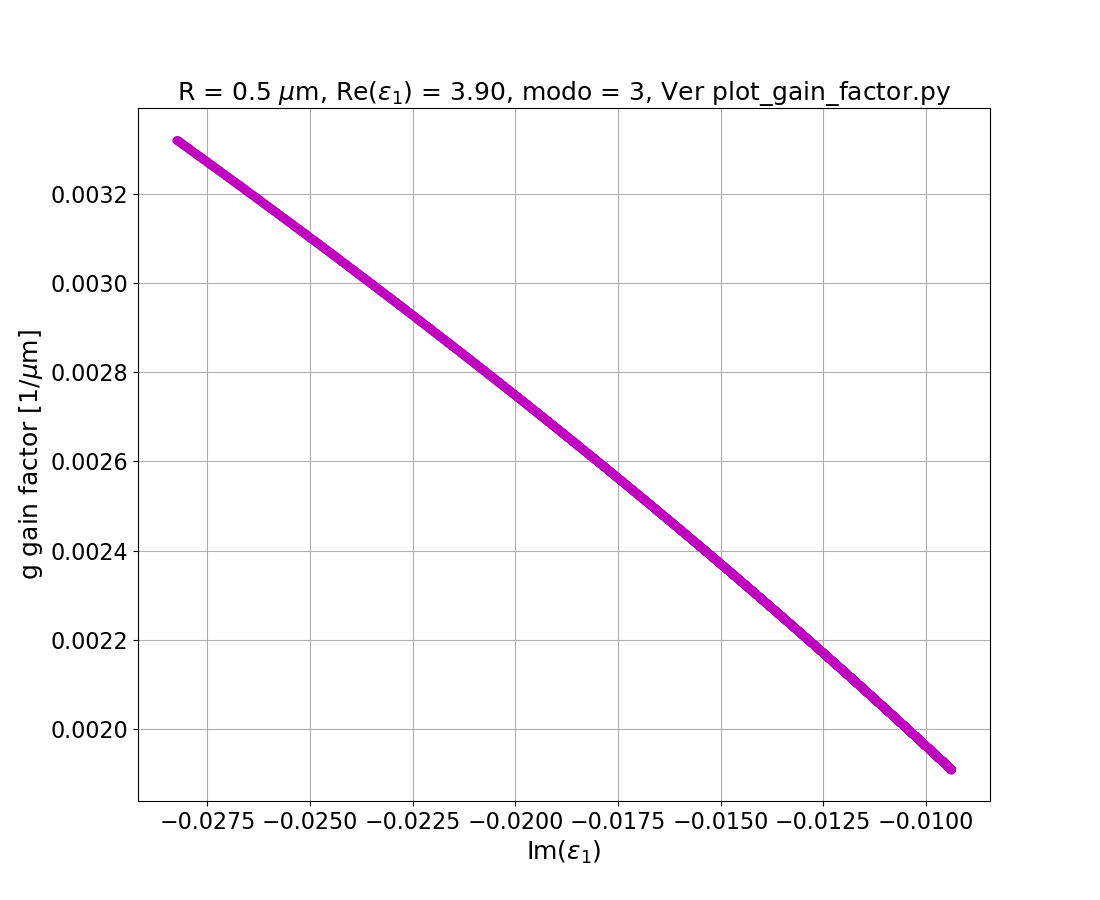 R = 0.5 μm, Re(ε₁) = 3.90, modo = 3, Ver plot_gain_factor.py
g gain factor [1/μm]
0.0032
0.0030
0.0028
0.0026
0.0024
0.0022
0.0020
−0.0275 −0.0250 −0.0225 −0.0200 −0.0175 −0.0150 −0.0125 −0.0100
Im(ε₁)